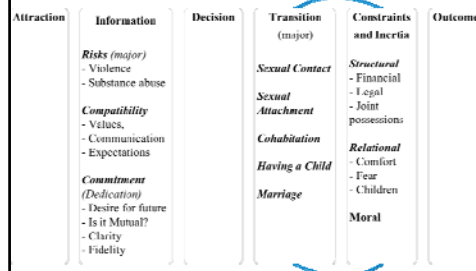 Attraction
Information
Risks (major)
- Violence
- Substance abuse
Compatibility
- Values,
- Communication
- Expectations
Commitment
(Dedication)
- Desire for future
- Is it Mutual?
- Clarity
- Fidelity
Decision
Transition
(major)
Sexual Contact
Sexual
Attachment
Cohabitation
Having a Child
Marriage
Constraints
and Inertia
Structural
- Financial
- Legal
- Joint
possessions
Relational
- Comfort
- Fear
- Children
Moral
Outcome